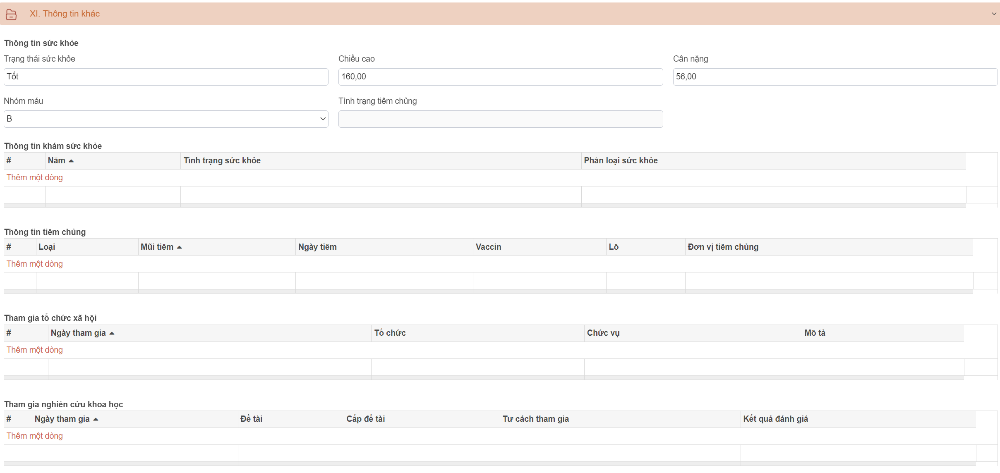 XI. Thông tin khác
Thông tin sức khỏe
Trạng thái sức khỏe Chiều cao Cân nặng
Tốt 160,00 56,00
Nhóm máu Tình trạng tiêm chủng
B
Thông tin khám sức khỏe
# Năm Tình trạng sức khỏe Phân loại sức khỏe
Thêm một dòng
Thông tin tiêm chủng
# Loại Mũi tiêm Ngày tiêm Vaccin Lô Đơn vị tiêm chủng
Thêm một dòng
Tham gia tổ chức xã hội
# Ngày tham gia Tổ chức Chức vụ Mô tả
Thêm một dòng
Tham gia nghiên cứu khoa học
# Ngày tham gia Đề tài Cấp đề tài Tư cách tham gia Kết quả đánh giá
Thêm một dòng